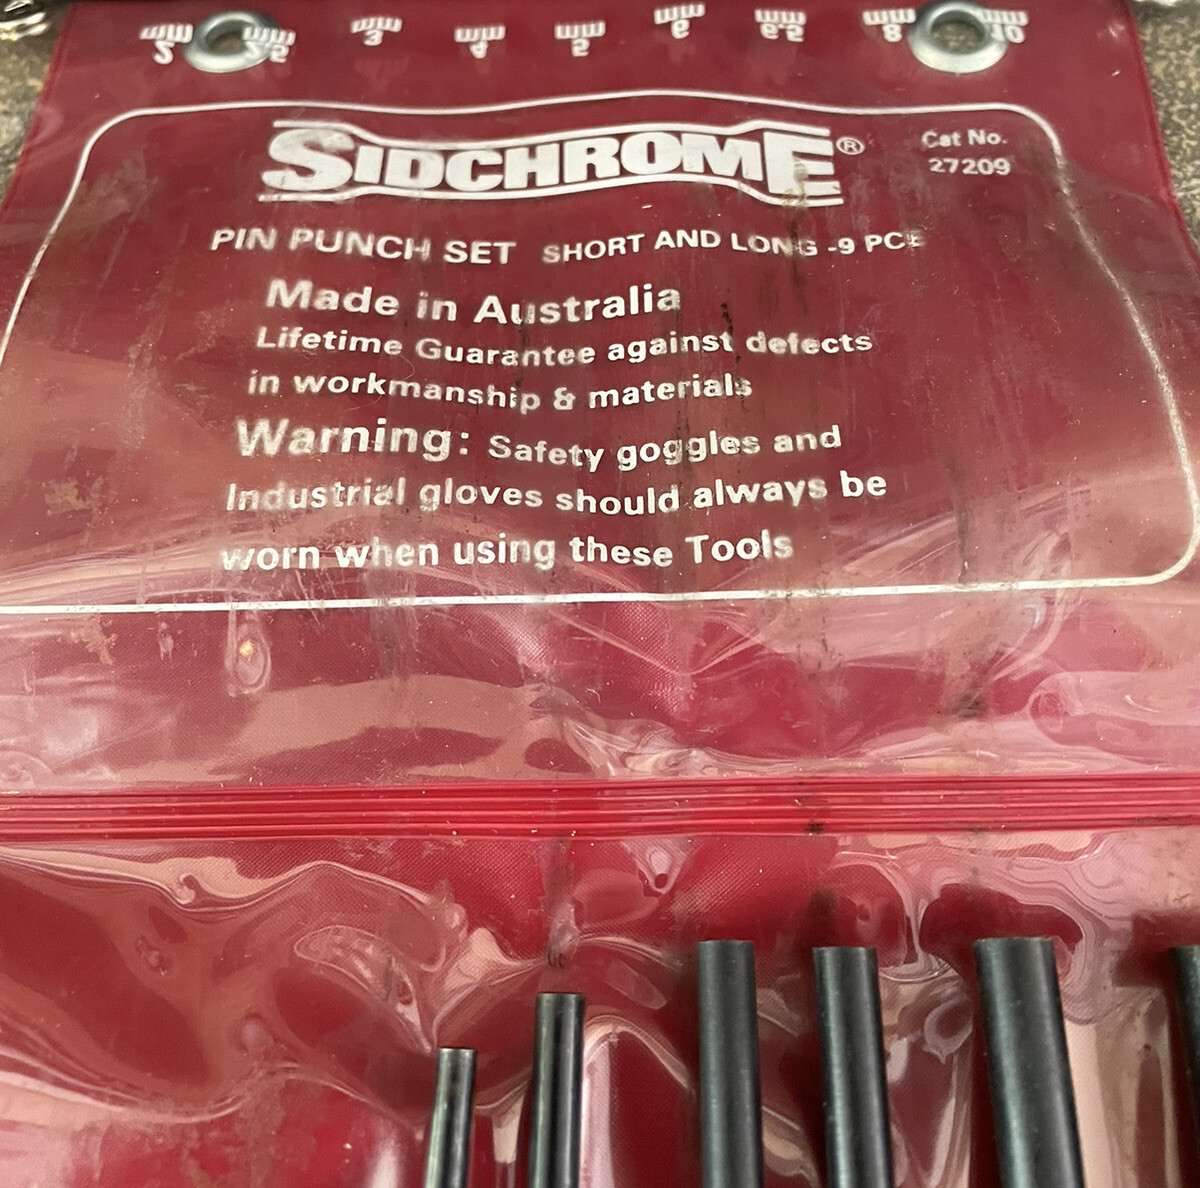 2 mm 2.5 mm 3 mm 4 mm 5 mm 6 mm 6.5 mm 8 mm 10 mm
SIDCHROME®
Cat No.
27209
PIN PUNCH SET SHORT AND LONG -9 PCE
Made in Australia
Lifetime Guarantee against defects
in workmanship & materials
Warning: Safety goggles and
Industrial gloves should always be
worn when using these Tools